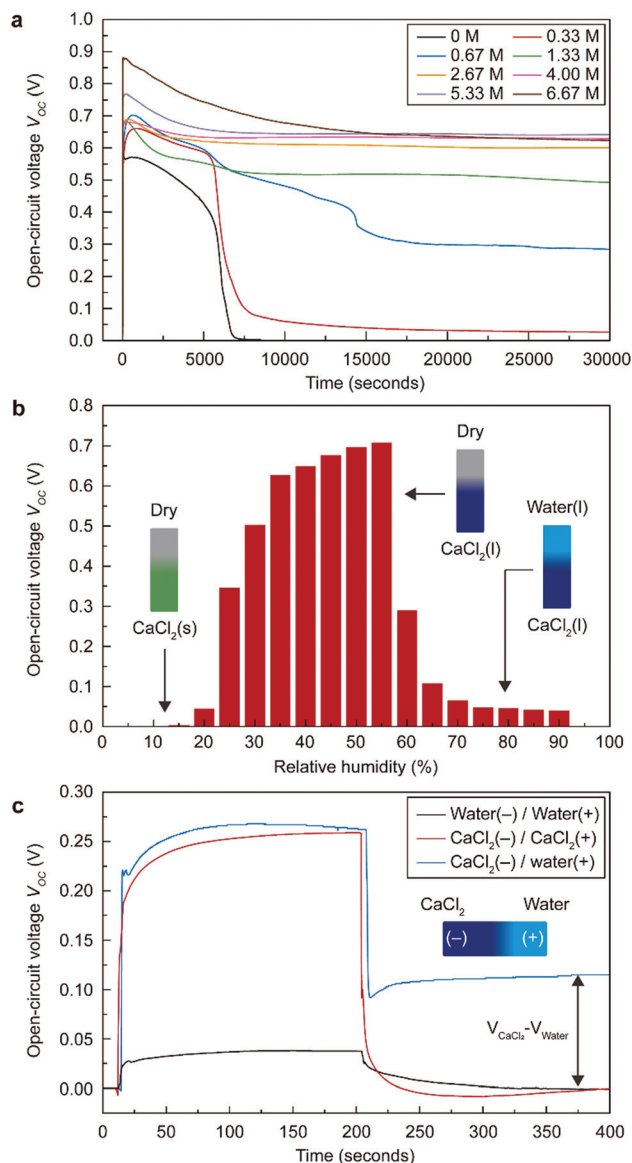 a
1.0
0.9
0.8
0.7
0.6
0.5
0.4
0.3
0.2
0.1
0.0
Open-circuit voltage VOC (V)
0 M 0.33 M
0.67 M 1.33 M
2.67 M 4.00 M
5.33 M 6.67 M
0 5000 10000 15000 20000 25000 30000
Time (seconds)
b
0.8
0.7
0.6
0.5
0.4
0.3
0.2
0.1
0.0
Open-circuit voltage VOC (V)
Dry
CaCl2(s)
Dry
CaCl2(l)
Water(l)
CaCl2(l)
0 10 20 30 40 50 60 70 80 90 100
Relative humidity (%)
c
0.30
0.25
0.20
0.15
0.10
0.05
0.00
Open-circuit voltage VOC (V)
Water(–) / Water(+)
CaCl2(–) / CaCl2(+)
CaCl2(–) / water(+)
CaCl2 Water
(–) (+)
VCaCl2-VWater
0 50 100 150 200 250 300 350 400
Time (seconds)